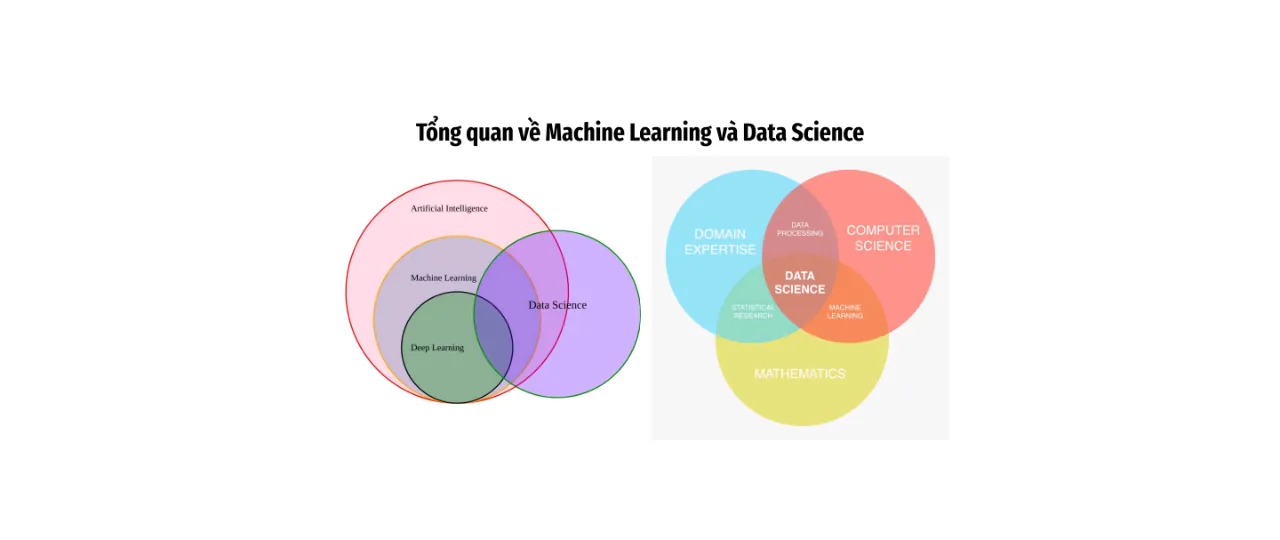 Tổng quan về Machine Learning và Data Science
Artificial Intelligence
Machine Learning
Data Science
Deep Learning
DOMAIN
EXPERTISE
DATA
PROCESSING
COMPUTER
SCIENCE
DATA
SCIENCE
STATISTICAL
RESEARCH
MACHINE
LEARNING
MATHEMATICS